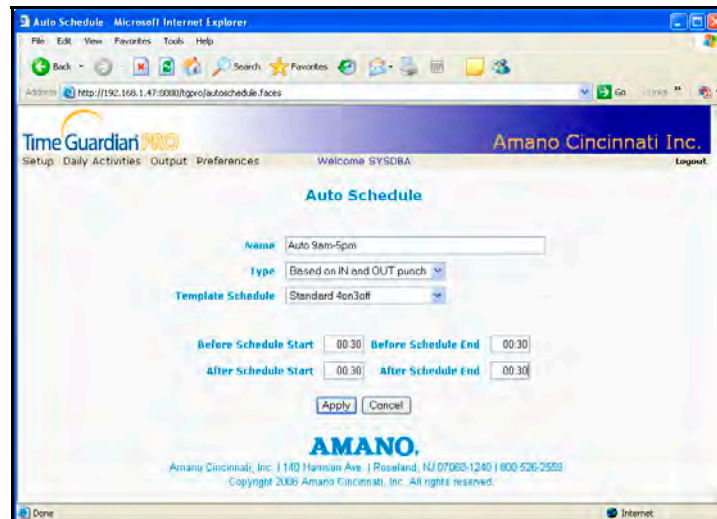 Auto Schedule Microsoft Internet Explorer
File Edit View Favorites Tools Help
Back Search Favorites
Address http://192.168.1.47:8080/tgpro/autoschedule.faces Go
Time Guardian PRO Amano Cincinnati Inc.
Setup Daily Activities Output Preferences Welcome SYSDBA Logout
Auto Schedule
Name Auto 9am-5pm
Type Based on IN and OUT punch
Template Schedule Standard 4on3off
Before Schedule Start 00:30 Before Schedule End 00:30
After Schedule Start 00:30 After Schedule End 00:30
Apply Cancel
AMANO.
Amano Cincinnati, Inc. | 140 Harrison Ave. | Roseland, NJ 07068-1240 | 800-526-2559
Copyright 2006 Amano Cincinnati, Inc. All rights reserved.
Done Internet